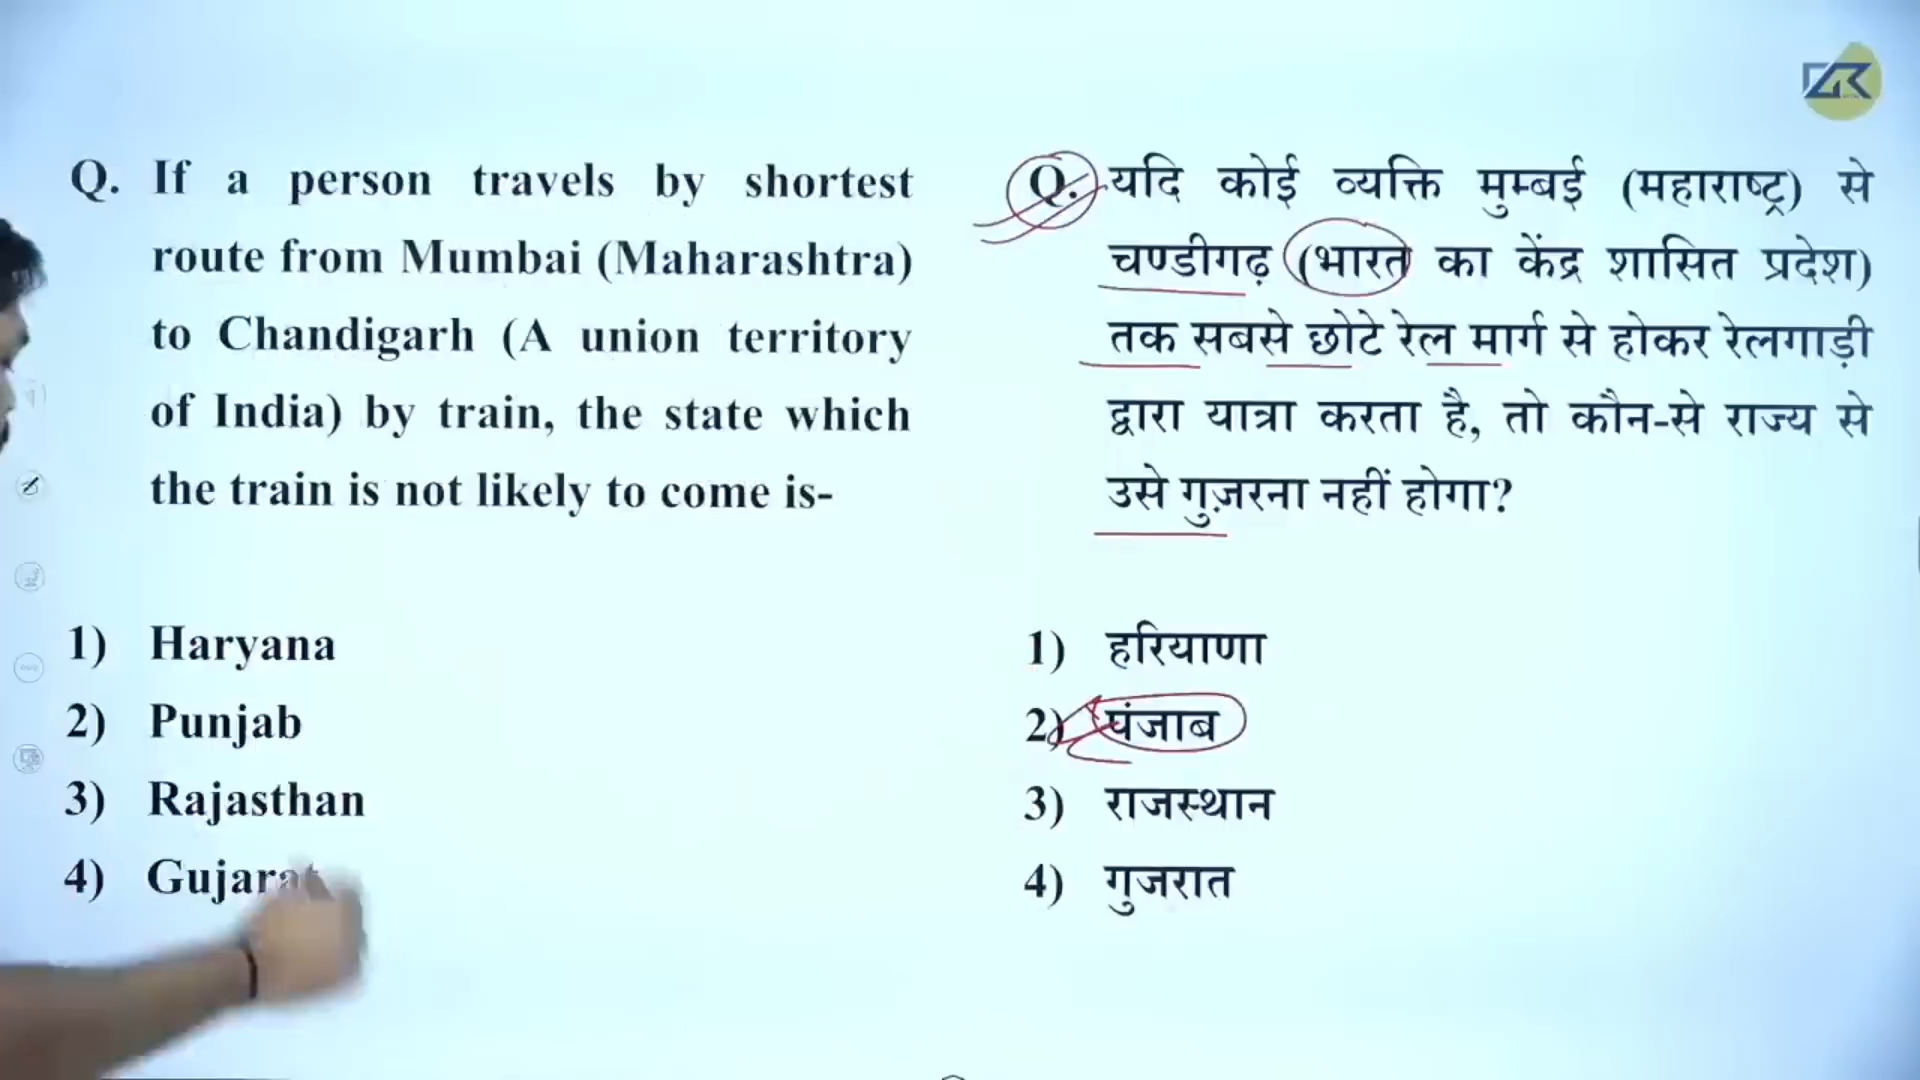 Q. If a person travels by shortest
route from Mumbai (Maharashtra)
to Chandigarh (A union territory
of India) by train, the state which
the train is not likely to come is-
1) Haryana
2) Punjab
3) Rajasthan
4) Gujarat
Q. यदि कोई व्यक्ति मुम्बई (महाराष्ट्र) से
चण्डीगढ़ (भारत का केंद्र शासित प्रदेश)
तक सबसे छोटे रेल मार्ग से होकर रेलगाड़ी
द्वारा यात्रा करता है, तो कौन-से राज्य से
उसे गुज़रना नहीं होगा?
1) हरियाणा
2) पंजाब
3) राजस्थान
4) गुजरात